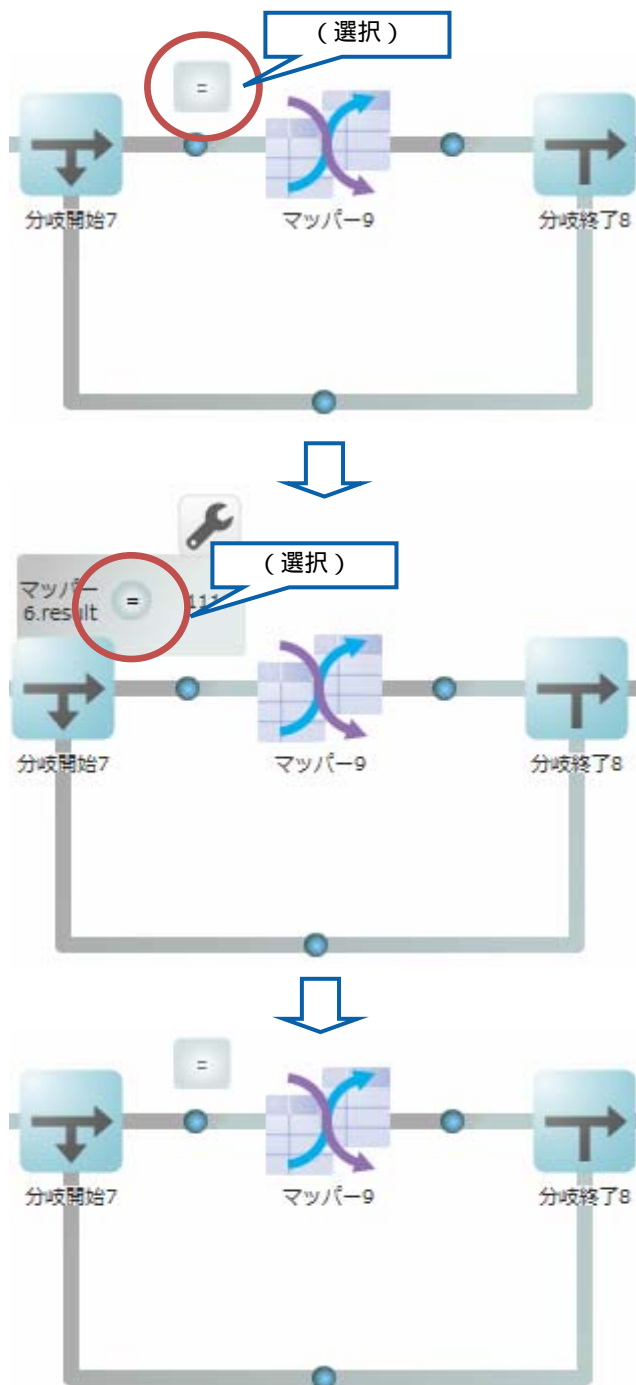 （選択）
=
分岐開始7
マッパー9
分岐終了8
（選択）
マッパー
6.result
=
分岐開始7
マッパー9
分岐終了8
=
分岐開始7
マッパー9
分岐終了8